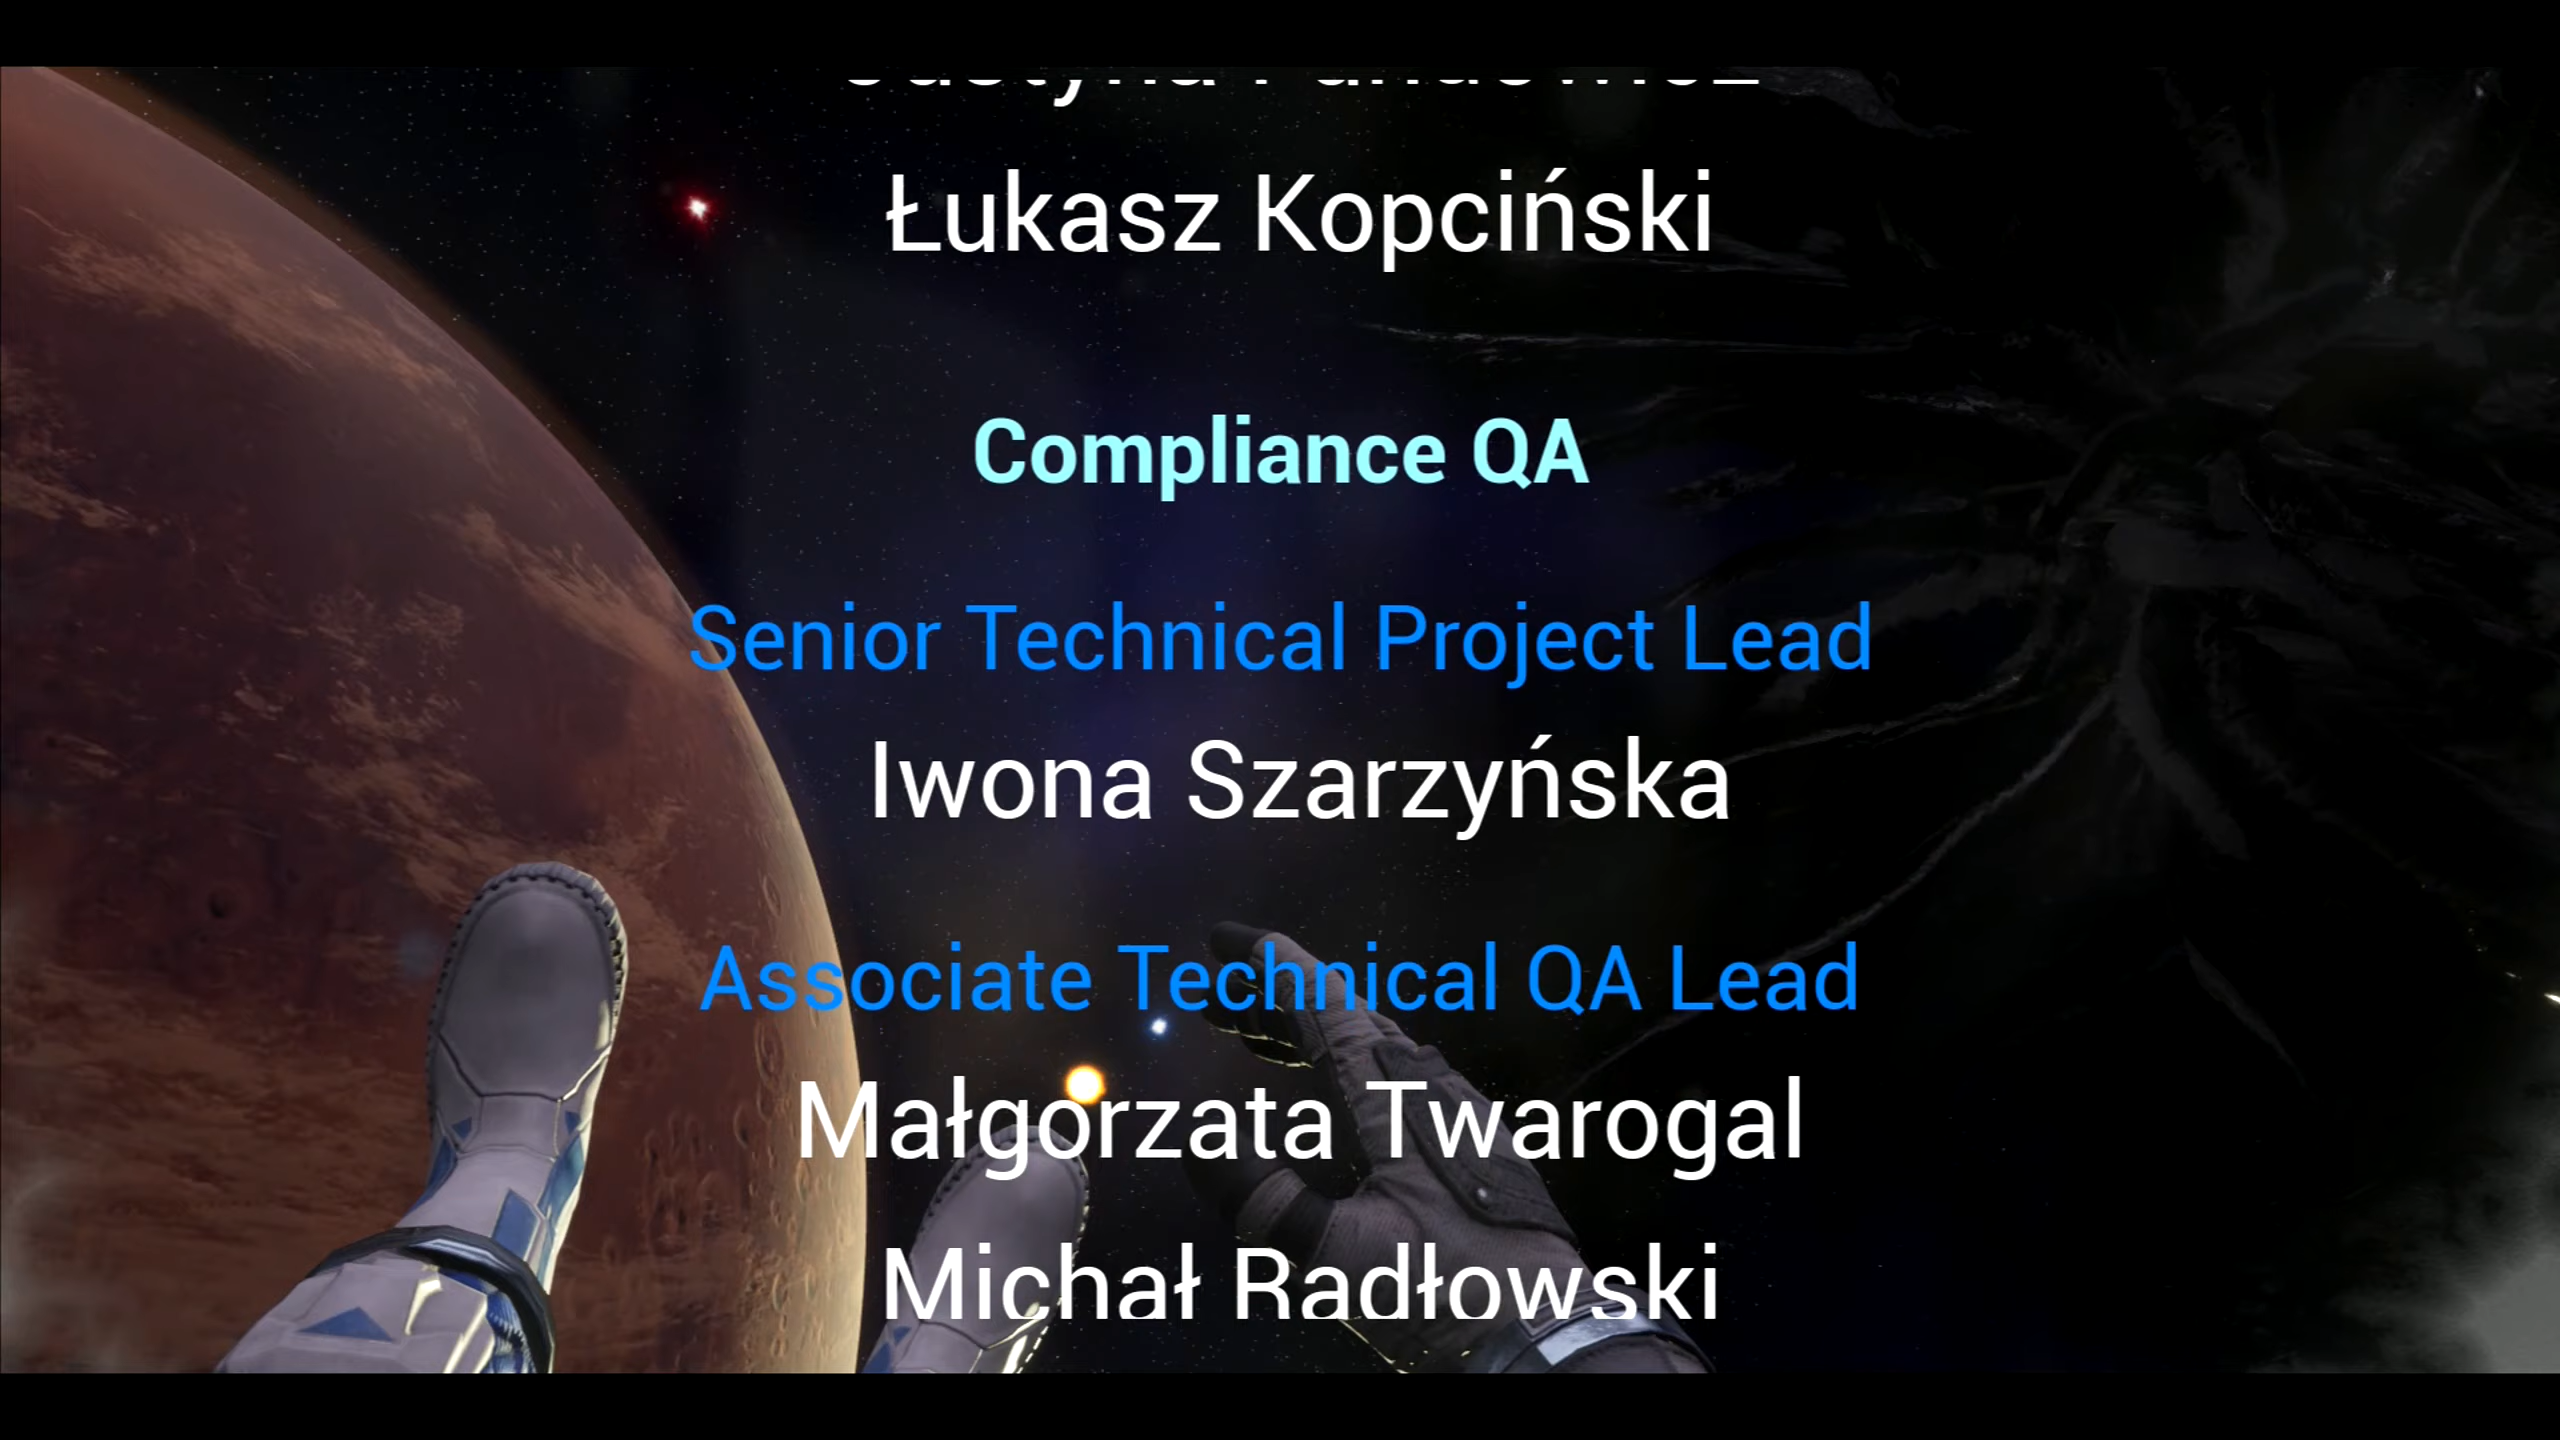 Łukasz Kopciński
Compliance QA
Senior Technical Project Lead
Iwona Szarzyńska
Associate Technical QA Lead
Małgorzata Twarogal
Michał Radłowski